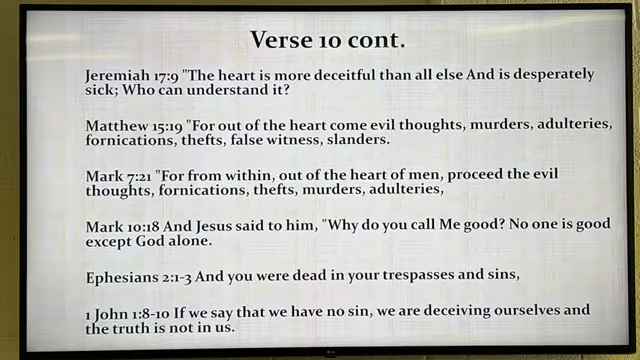 Verse 10 cont.
Jeremiah 17:9 "The heart is more deceitful than all else And is desperately
sick; Who can understand it?
Matthew 15:19 "For out of the heart come evil thoughts, murders, adulteries,
fornications, thefts, false witness, slanders.
Mark 7:21 "For from within, out of the heart of men, proceed the evil
thoughts, fornications, thefts, murders, adulteries,
Mark 10:18 And Jesus said to him, "Why do you call Me good? No one is good
except God alone.
Ephesians 2:1-3 And you were dead in your trespasses and sins,
1 John 1:8-10 If we say that we have no sin, we are deceiving ourselves and
the truth is not in us.